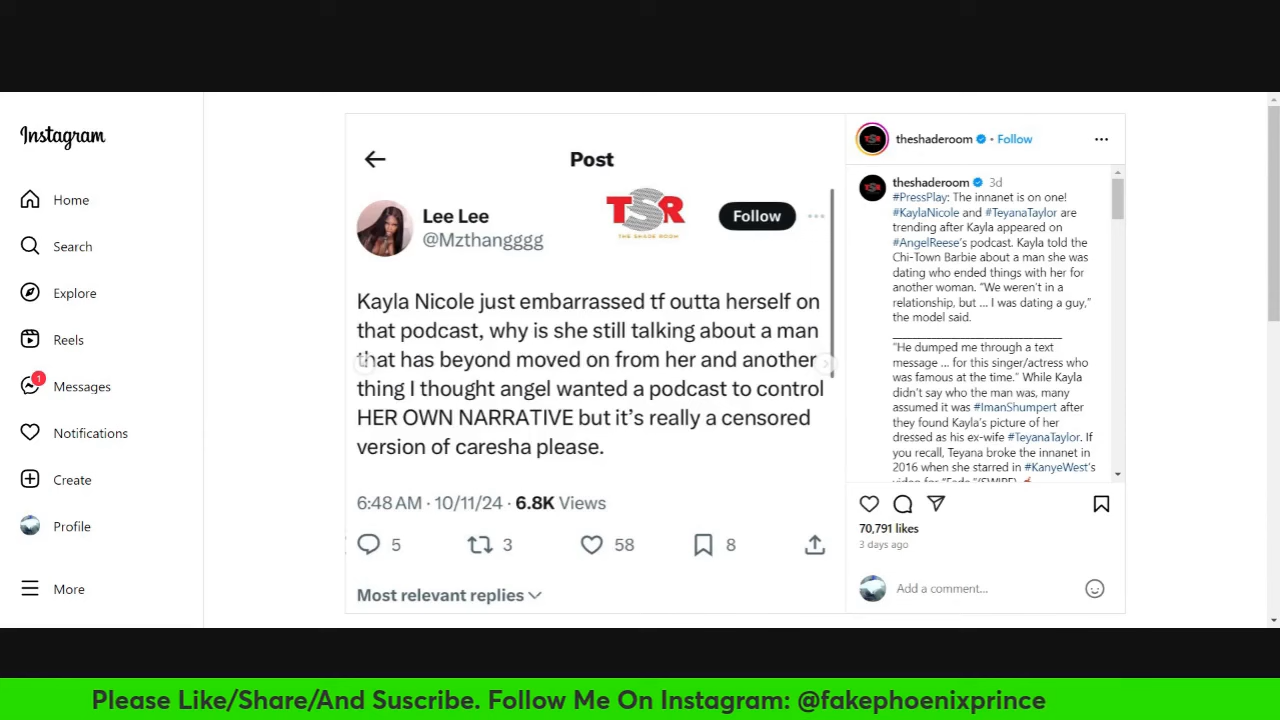 Instagram
Home
Search
Explore
Reels
1
Messages
Notifications
Create
Profile
More
Post
Lee Lee
@Mzthangggg
TSR
THE SHADE ROOM
Follow
Kayla Nicole just embarrassed tf outta herself on
that podcast, why is she still talking about a man
that has beyond moved on from her and another
thing I thought angel wanted a podcast to control
HER OWN NARRATIVE but it's really a censored
version of caresha please.
6:48 AM · 10/11/24 · 6.8K Views
5
3
58
8
Most relevant replies
theshaderoom • Follow
theshaderoom 3d
#PressPlay: The innanet is on one!
#KaylaNicole and #TeyanaTaylor are
trending after Kayla appeared on
#AngelReese's podcast. Kayla told the
Chi-Town Barbie about a man she was
dating who ended things with her for
another woman. "We weren't in a
relationship, but ... I was dating a guy,"
the model said.
"He dumped me through a text
message ... for this singer/actress who
was famous at the time." While Kayla
didn't say who the man was, many
assumed it was #ImanShumpert after
they found Kayla's picture of her
dressed as his ex-wife #TeyanaTaylor. If
you recall, Teyana broke the innanet in
2016 when she starred in #KanyeWest's
video for "Fade."(SWIPE)
70,791 likes
3 days ago
Add a comment...
Please Like/Share/And Suscribe. Follow Me On Instagram: @fakephoenixprince